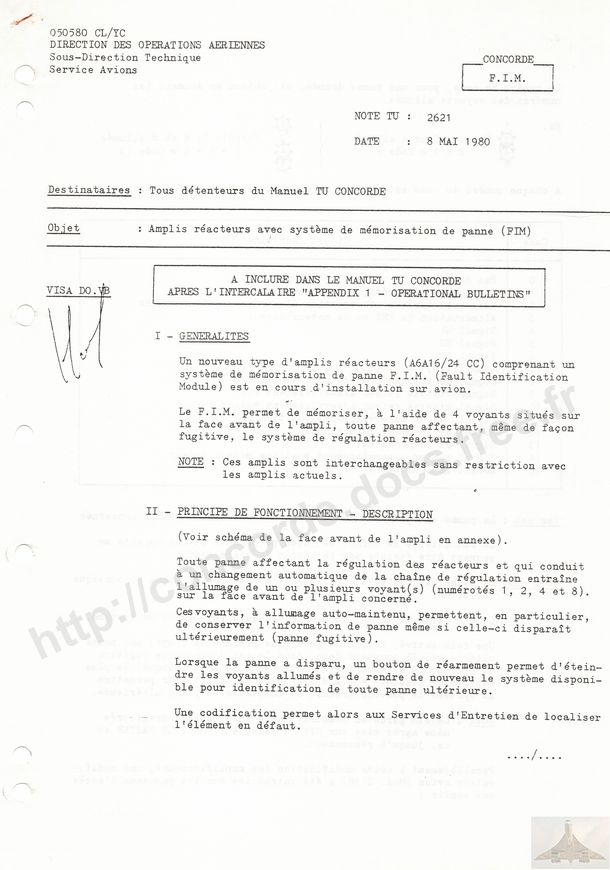 050580 CL/YC
DIRECTION DES OPERATIONS AERIENNES
Sous-Direction Technique
Service Avions
CONCORDE
F.I.M.
NOTE TU : 2621
DATE : 8 MAI 1980
Destinataires : Tous détenteurs du Manuel TU CONCORDE
Objet : Amplis réacteurs avec système de mémorisation de panne (FIM)
VISA DO.VB
A INCLURE DANS LE MANUEL TU CONCORDE
APRES L'INTERCALAIRE "APPENDIX 1 - OPERATIONAL BULLETINS"
I - GENERALITES
Un nouveau type d'amplis réacteurs (A6A16/24 CC) comprenant un
système de mémorisation de panne F.I.M. (Fault Identification
Module) est en cours d'installation sur avion.
Le F.I.M. permet de mémoriser, à l'aide de 4 voyants situés sur
la face avant de l'ampli, toute panne affectant, même de façon
fugitive, le système de régulation réacteurs.
NOTE : Ces amplis sont interchangeables sans restriction avec
les amplis actuels.
II - PRINCIPE DE FONCTIONNEMENT - DESCRIPTION
(Voir schéma de la face avant de l'ampli en annexe).
Toute panne affectant la régulation des réacteurs et qui conduit
à un changement automatique de la chaîne de régulation entraîne
l'allumage de un ou plusieurs voyant(s) (numérotés 1, 2, 4 et 8).
sur la face avant de l'ampli concerné.
Ces voyants, à allumage auto-maintenu, permettent, en particulier,
de conserver l'information de panne même si celle-ci disparaît
ultérieurement (panne fugitive).
Lorsque la panne a disparu, un bouton de réarmement permet d'étein-
dre les voyants allumés et de rendre de nouveau le système disponi-
ble pour identification de toute panne ultérieure.
Une codification permet alors aux Services d'Entretien de localiser
l'élément en défaut.
..../....
http://concorde.docs.free.fr